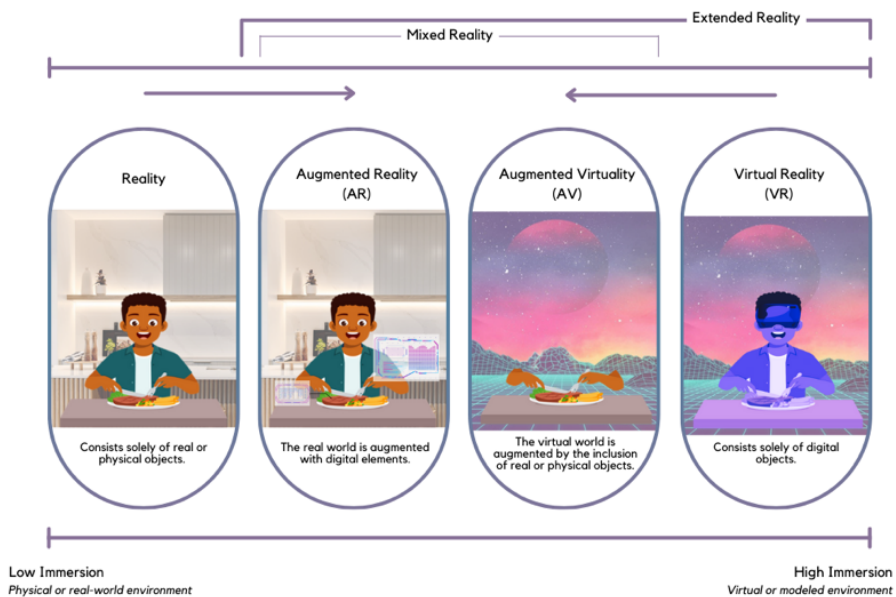 Extended Reality
Mixed Reality
Reality
Augmented Reality
(AR)
Augmented Virtuality
(AV)
Virtual Reality
(VR)
Consists solely of real or
physical objects.
The real world is augmented
with digital elements.
The virtual world is
augmented by the inclusion
of real or physical objects.
Consists solely of digital
objects.
Low Immersion
Physical or real-world environment
High Immersion
Virtual or modeled environment